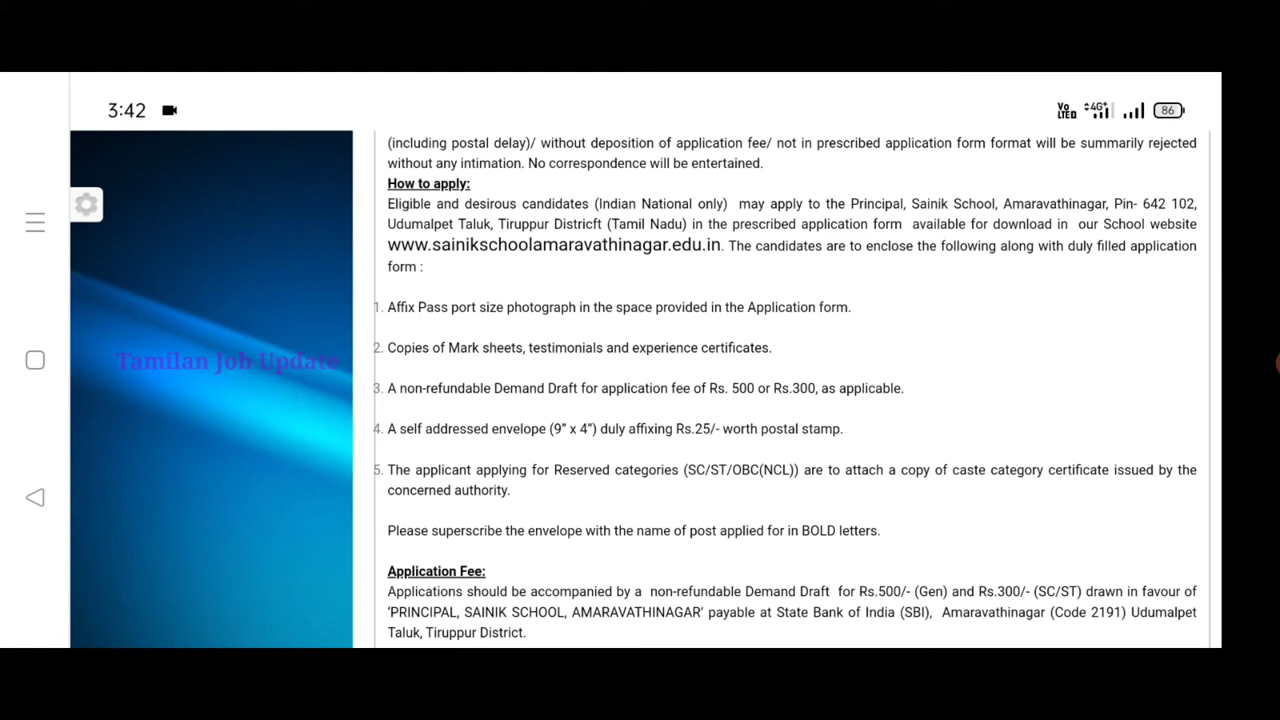 3:42
Vo LTED 4G+ 86
(including postal delay)/ without deposition of application fee/ not in prescribed application form format will be summarily rejected
without any intimation. No correspondence will be entertained.
How to apply:
Eligible and desirous candidates (Indian National only) may apply to the Principal, Sainik School, Amaravathinagar, Pin- 642 102,
Udumalpet Taluk, Tiruppur Districft (Tamil Nadu) in the prescribed application form available for download in our School website
www.sainikschoolamaravathinagar.edu.in. The candidates are to enclose the following along with duly filled application
form :
1. Affix Pass port size photograph in the space provided in the Application form.
Tamilan Job Update
2. Copies of Mark sheets, testimonials and experience certificates.
3. A non-refundable Demand Draft for application fee of Rs. 500 or Rs.300, as applicable.
4. A self addressed envelope (9” x 4”) duly affixing Rs.25/- worth postal stamp.
5. The applicant applying for Reserved categories (SC/ST/OBC(NCL)) are to attach a copy of caste category certificate issued by the
concerned authority.
Please superscribe the envelope with the name of post applied for in BOLD letters.
Application Fee:
Applications should be accompanied by a non-refundable Demand Draft for Rs.500/- (Gen) and Rs.300/- (SC/ST) drawn in favour of
‘PRINCIPAL, SAINIK SCHOOL, AMARAVATHINAGAR’ payable at State Bank of India (SBI), Amaravathinagar (Code 2191) Udumalpet
Taluk, Tiruppur District.